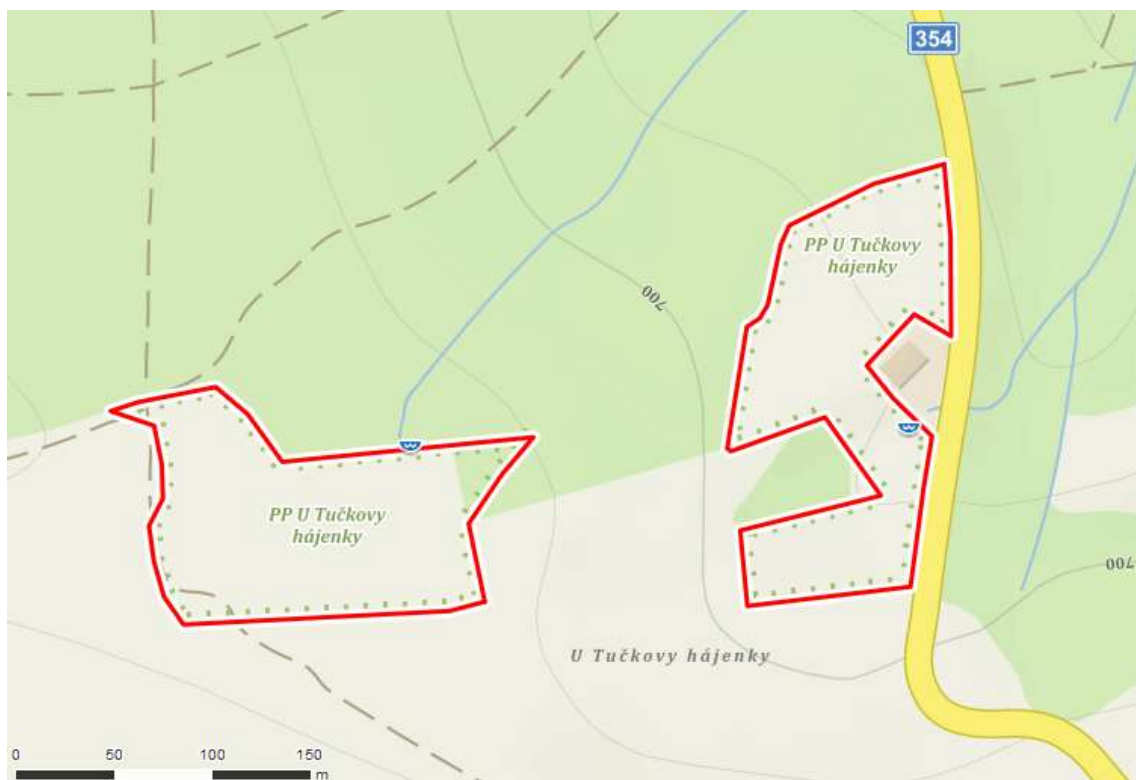 354
PP U Tučkovy
hájenky
700
PP U Tučkovy
hájenky
700
U Tučkovy hájenky
0 50 100 150
m